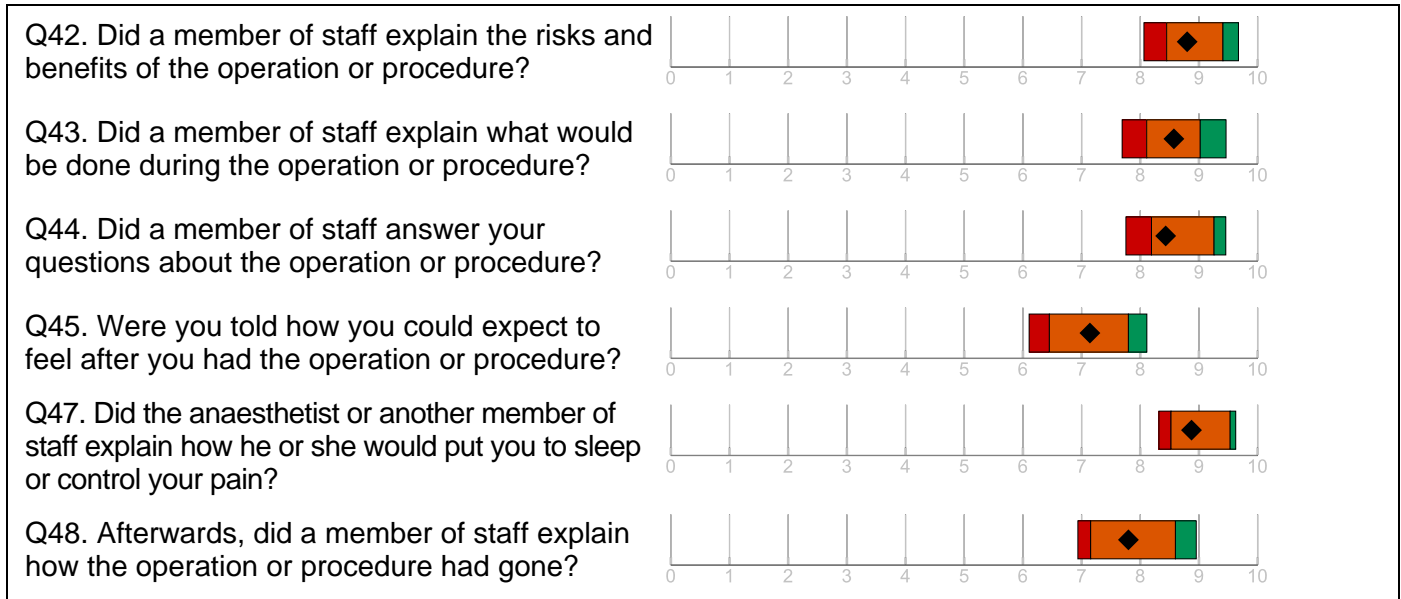 Q42. Did a member of staff explain the risks and
benefits of the operation or procedure?
0 1 2 3 4 5 6 7 8 9 10
Q43. Did a member of staff explain what would
be done during the operation or procedure?
0 1 2 3 4 5 6 7 8 9 10
Q44. Did a member of staff answer your
questions about the operation or procedure?
0 1 2 3 4 5 6 7 8 9 10
Q45. Were you told how you could expect to
feel after you had the operation or procedure?
0 1 2 3 4 5 6 7 8 9 10
Q47. Did the anaesthetist or another member of
staff explain how he or she would put you to sleep
or control your pain?
0 1 2 3 4 5 6 7 8 9 10
Q48. Afterwards, did a member of staff explain
how the operation or procedure had gone?
0 1 2 3 4 5 6 7 8 9 10